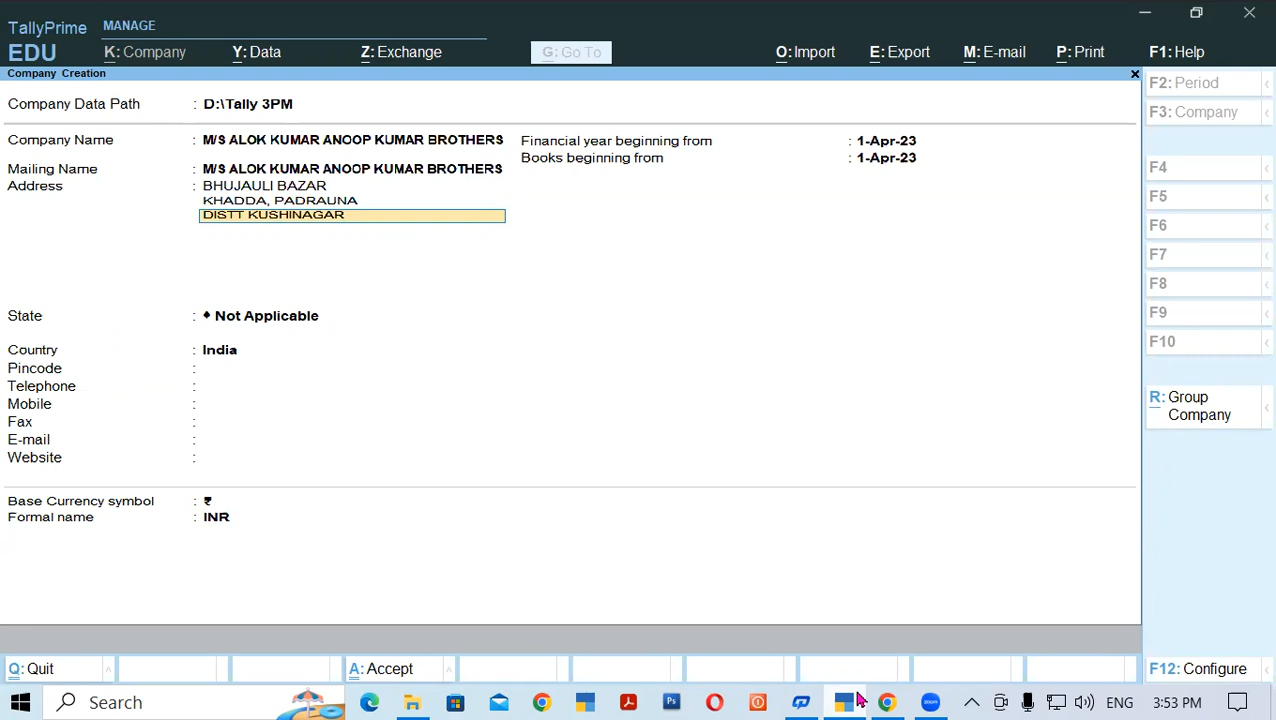 TallyPrime
MANAGE
EDU
K: Company
Y: Data
Z: Exchange
G: Go To
O: Import
E: Export
M: E-mail
P: Print
F1: Help
Company Creation
×
Company Data Path : D:\Tally 3PM
Company Name : M/S ALOK KUMAR ANOOP KUMAR BROTHERS
Mailing Name : M/S ALOK KUMAR ANOOP KUMAR BROTHERS
Address : BHUJAULI BAZAR
KHADDA, PADRAUNA
DISTT KUSHINAGAR
State : ♦ Not Applicable
Country : India
Pincode :
Telephone :
Mobile :
Fax :
E-mail :
Website :
Base Currency symbol : ₹
Formal name : INR
Financial year beginning from : 1-Apr-23
Books beginning from : 1-Apr-23
F2: Period
F3: Company
F4
F5
F6
F7
F8
F9
F10
R: Group
Company
Q: Quit
A: Accept
F12: Configure
Search
Ps
zoom
ENG
3:53 PM